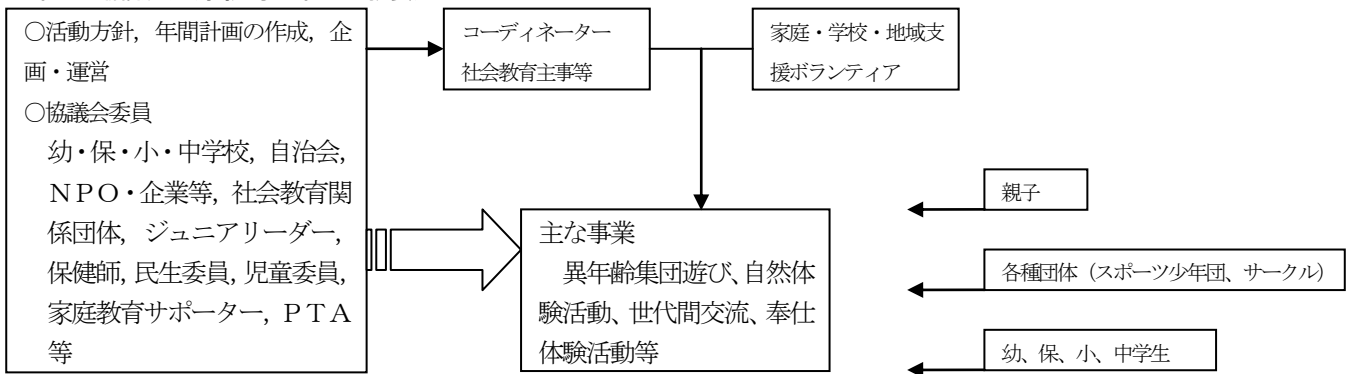 ○活動方針，年間計画の作成，企
画・運営
○協議会委員
幼・保・小・中学校，自治会，
ＮＰＯ・企業等，社会教育関
係団体，ジュニアリーダー，
保健師，民生委員，児童委員，
家庭教育サポーター，ＰＴＡ
等
コーディネーター
社会教育主事等
家庭・学校・地域支
援ボランティア
主な事業
異年齢集団遊び、自然体
験活動、世代間交流、奉仕
体験活動等
親子
各種団体（スポーツ少年団、サークル）
幼、保、小、中学生